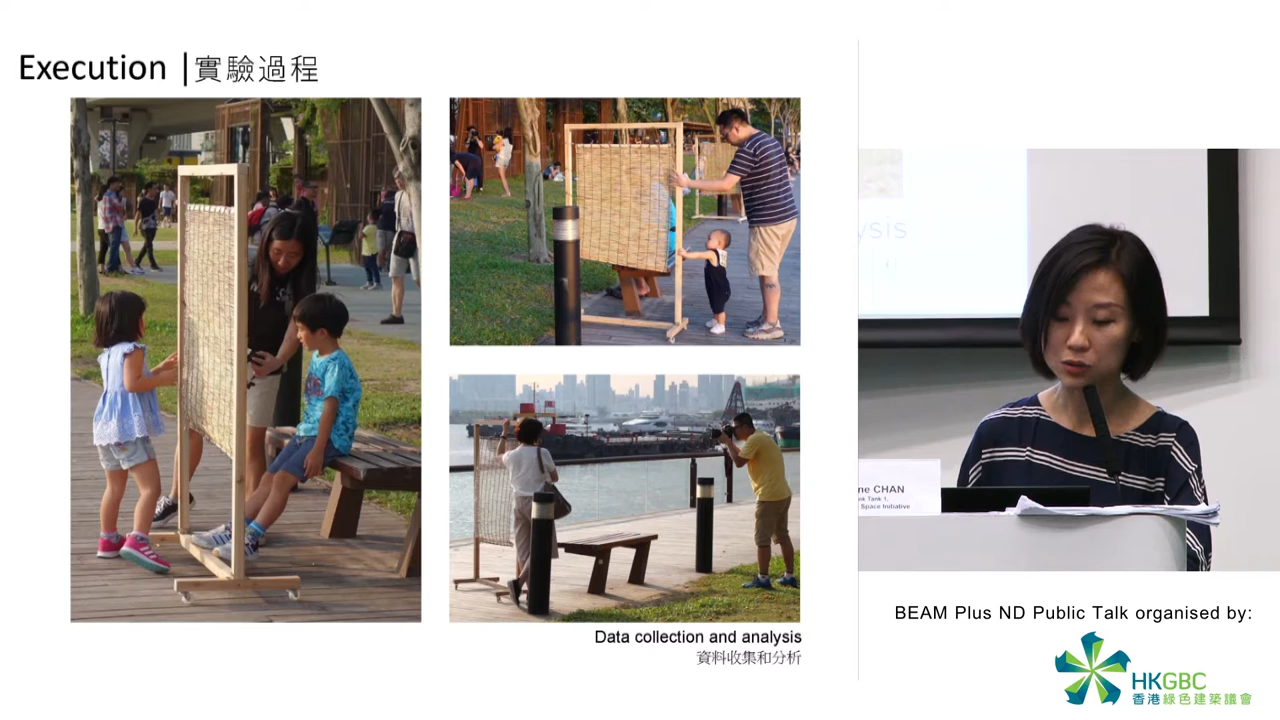 Execution |實驗過程
Data collection and analysis
資料收集和分析
ysis
ne CHAN
nk Tank 1,
Space Initiative
BEAM Plus ND Public Talk organised by:
HKGBC
香港綠色建築議會